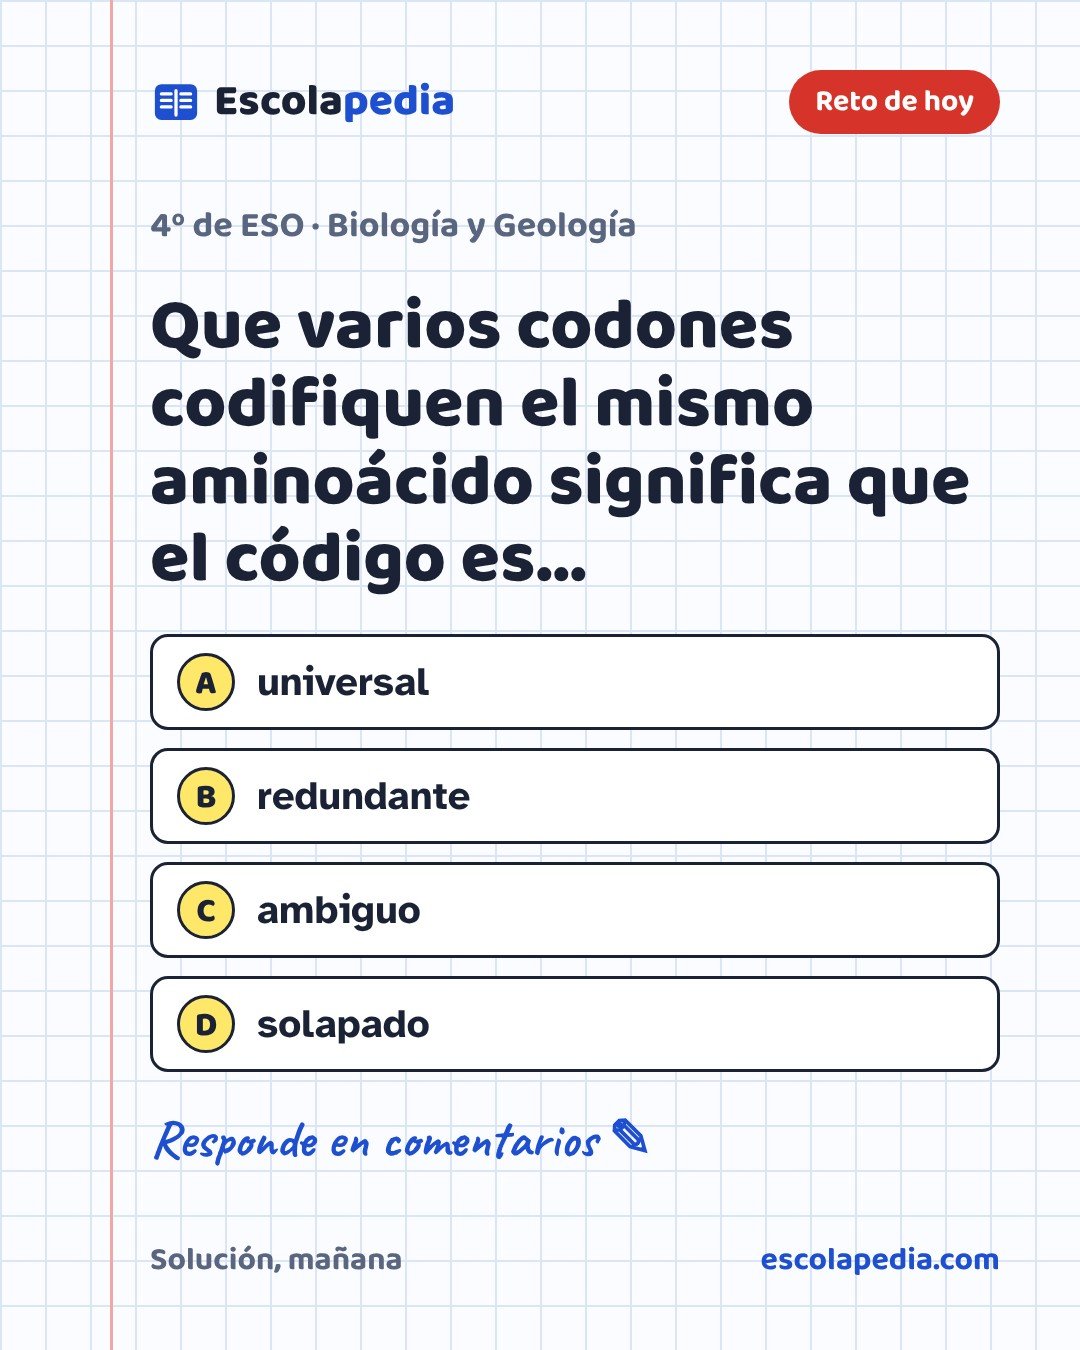 Escolapedia
Reto de hoy
4º de ESO · Biología y Geología
Que varios codones
codifiquen el mismo
aminoácido significa que
el código es...
A universal
B redundante
C ambiguo
D solapado
Responde en comentarios ✎
Solución, mañana
escolapedia.com